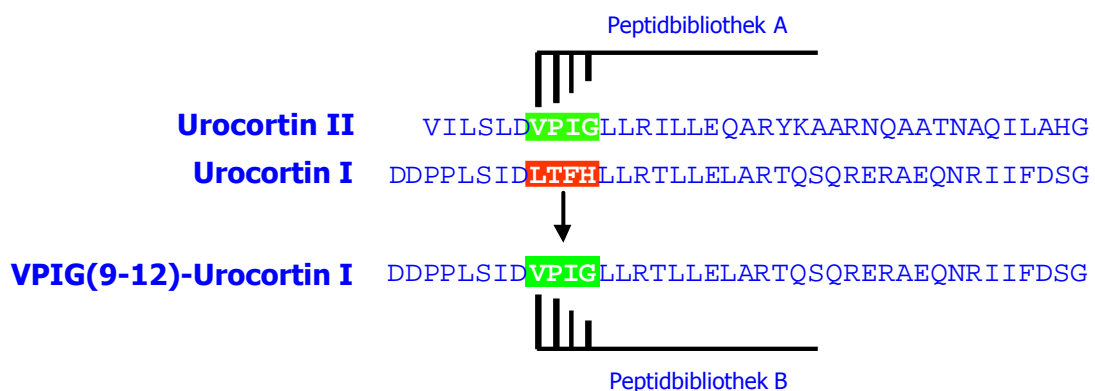 Peptidbibliothek A
Urocortin II VILSLDVPIGLLRILLEQARYKAARNQAATNAQILAHG
Urocortin I DDPPLSIDLTFHLLRTLLELARTQSQRERAEQNRIIFDSG
VPIG(9-12)-Urocortin I DDPPLSIDVPIGLLRTLLELARTQSQRERAEQNRIIFDSG
Peptidbibliothek B